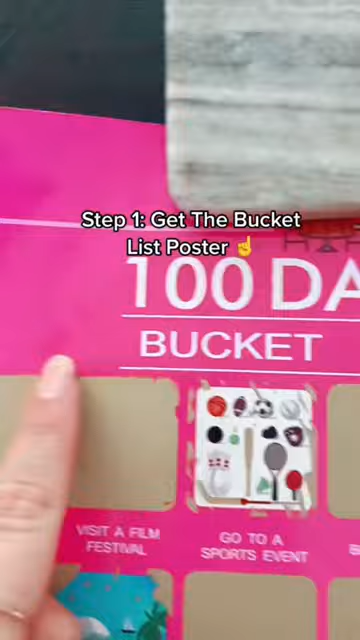 Step 1: Get The Bucket
List Poster ☝️
100 DA
BUCKET
VISIT A FILM
FESTIVAL
GO TO A
SPORTS EVENT
B